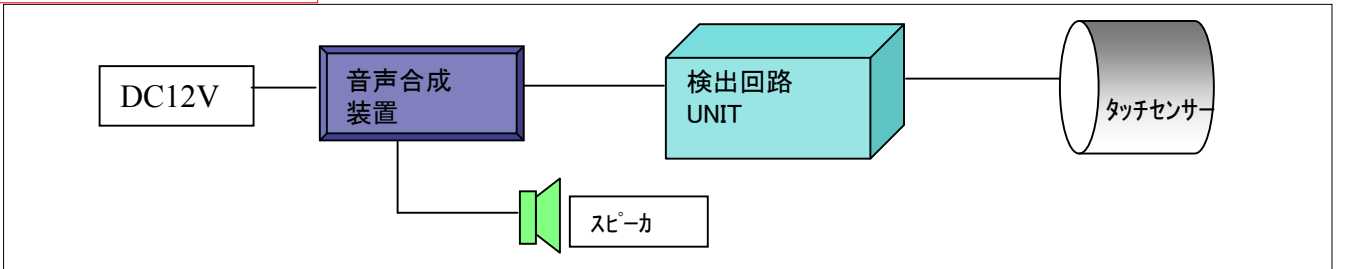 DC12V
音声合成
装置
検出回路
UNIT
タッチセンサー
スピーカ